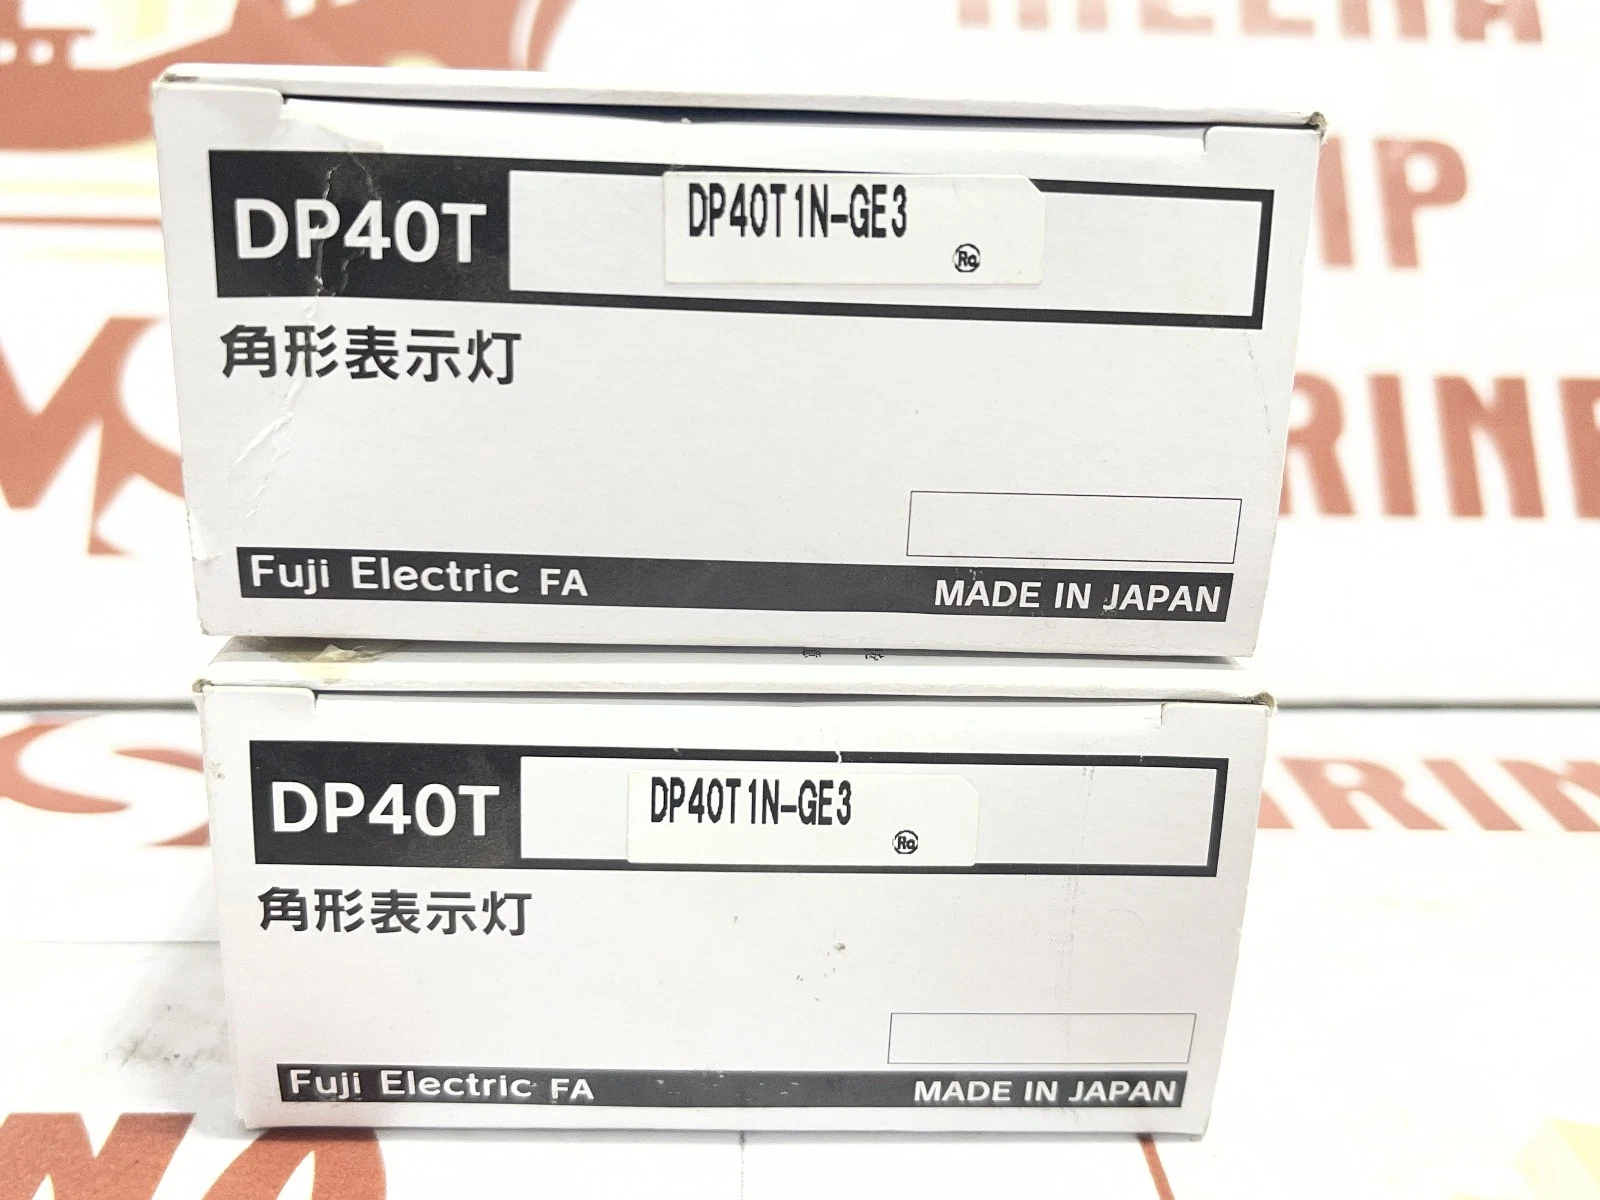 DP40T
DP40T1N-GE3
Ro
角形表示灯
Fuji Electric FA
MADE IN JAPAN
DP40T
DP40T1N-GE3
角形表示灯
Fuji Electric FA
MADE IN JAPAN